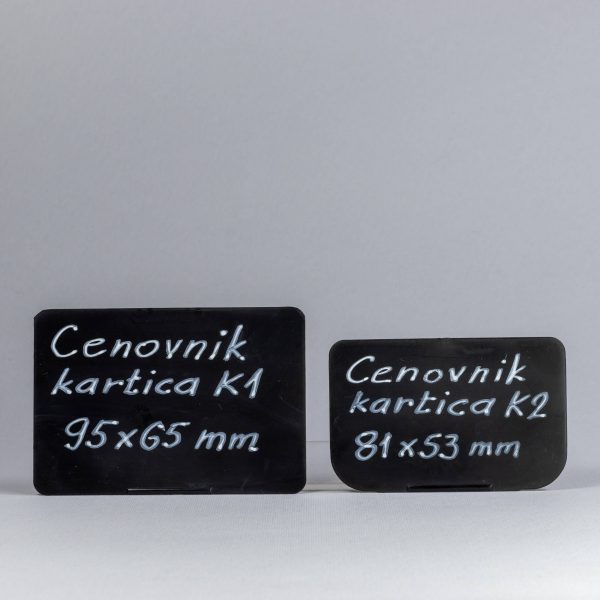 Cenovnik
kartica K1
95x65 mm
Cenovnik
kartica K2
81x53 mm